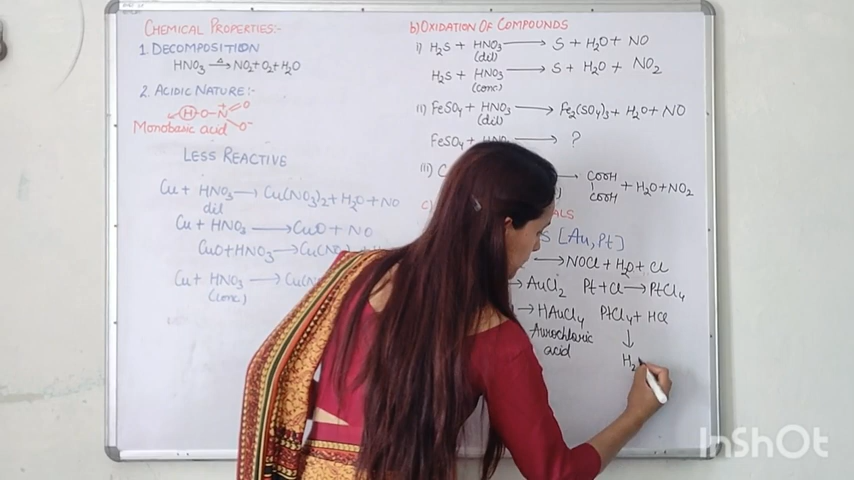 CHEMICAL PROPERTIES:-
1. DECOMPOSITION
HNO3 —△→ NO2 + O2 + H2O
2. ACIDIC NATURE:-
H-O-N+ O
O-
Monobasic acid
LESS REACTIVE
Cu + HNO3 → Cu(NO3)2 + H2O + NO
dil
Cu + HNO3 → CuO + NO
CuO + HNO3 → Cu(NO3)
Cu + HNO3 → Cu(NO
(conc)
b) OXIDATION OF COMPOUNDS
i) H2S + HNO3 → S + H2O + NO
(dil)
H2S + HNO3 → S + H2O + NO2
(conc)
(ii) FeSO4 + HNO3 → Fe2(SO4)3 + H2O + NO
(dil)
FeSO4 + HNO → ?
(iii) C → COOH
COOH + H2O + NO2
c) ALS
S [Au, Pt]
→ NOCl + H2O + Cl
→ AuCl2 Pt + Cl → PtCl4
→ HAuCl4 PtCl4 + HCl
Aurochloric
acid
↓
H2
InShOt